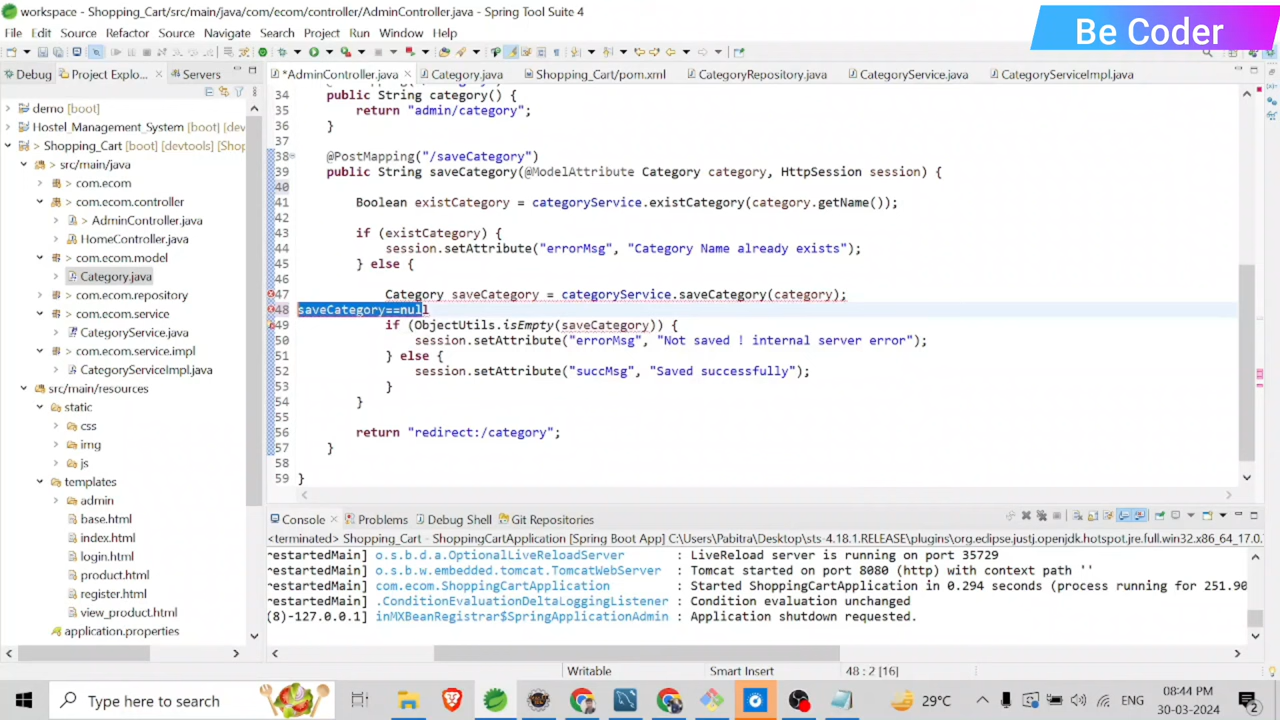 workspace - Shopping_Cart/src/main/java/com/ecom/controller/AdminController.java - Spring Tool Suite 4
Be Coder
File Edit Source Refactor Source Navigate Search Project Run Window Help
Debug Project Explo... Servers
*AdminController.java Category.java Shopping_Cart/pom.xml CategoryRepository.java CategoryService.java CategoryServiceImpl.java
demo [boot]
Hostel_Management_System [boot] [dev
Shopping_Cart [boot] [devtools] [Shop
src/main/java
com.ecom
com.ecom.controller
AdminController.java
HomeController.java
com.ecom.model
Category.java
com.ecom.repository
com.ecom.service
CategoryService.java
com.ecom.service.impl
CategoryServiceImpl.java
src/main/resources
static
css
img
js
templates
admin
base.html
index.html
login.html
product.html
register.html
view_product.html
application.properties
34 public String category() {
35 return "admin/category";
36 }
37
38 @PostMapping("/saveCategory")
39 public String saveCategory(@ModelAttribute Category category, HttpSession session) {
40
41 Boolean existCategory = categoryService.existCategory(category.getName());
42
43 if (existCategory) {
44 session.setAttribute("errorMsg", "Category Name already exists");
45 } else {
46
47 Category saveCategory = categoryService.saveCategory(category);
48 saveCategory==null
49 if (ObjectUtils.isEmpty(saveCategory)) {
50 session.setAttribute("errorMsg", "Not saved ! internal server error");
51 } else {
52 session.setAttribute("succMsg", "Saved successfully");
53 }
54 }
55
56 return "redirect:/category";
57 }
58
59 }
Console Problems Debug Shell Git Repositories
<terminated> Shopping_Cart - ShoppingCartApplication [Spring Boot App] C:\Users\Pabitra\Desktop\sts-4.18.1.RELEASE\plugins\org.eclipse.justj.openjdk.hotspot.jre.full.win32.x86_64_17.0.
restartedMain] o.s.b.d.a.OptionalLiveReloadServer : LiveReload server is running on port 35729
restartedMain] o.s.b.w.embedded.tomcat.TomcatWebServer : Tomcat started on port 8080 (http) with context path ''
restartedMain] com.ecom.ShoppingCartApplication : Started ShoppingCartApplication in 0.294 seconds (process running for 251.90
restartedMain] .ConditionEvaluationDeltaLoggingListener : Condition evaluation unchanged
(8)-127.0.0.1] inMXBeanRegistrar$SpringApplicationAdmin : Application shutdown requested.
Writable Smart Insert 48 : 2 [16]
Type here to search
29°C ENG 08:44 PM
30-03-2024
2